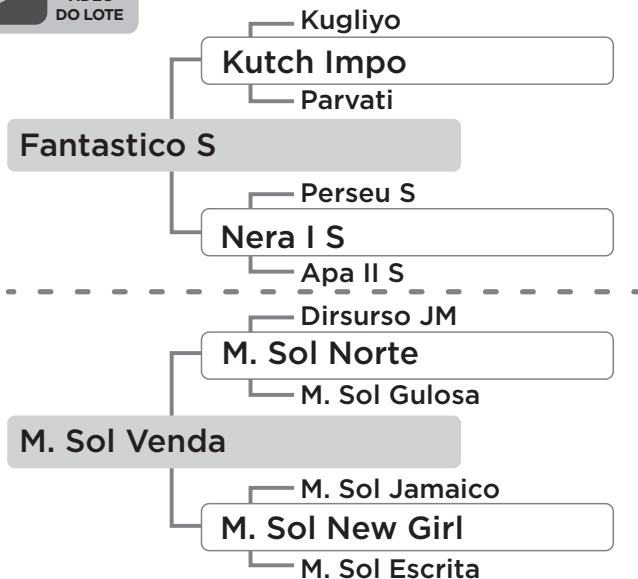 DO LOTE
Kugliyo
Kutch Impo
Parvati
Fantastico S
Perseu S
Nera I S
Apa II S
Dirsurso JM
M. Sol Norte
M. Sol Gulosa
M. Sol Venda
M. Sol Jamaico
M. Sol New Girl
M. Sol Escrita